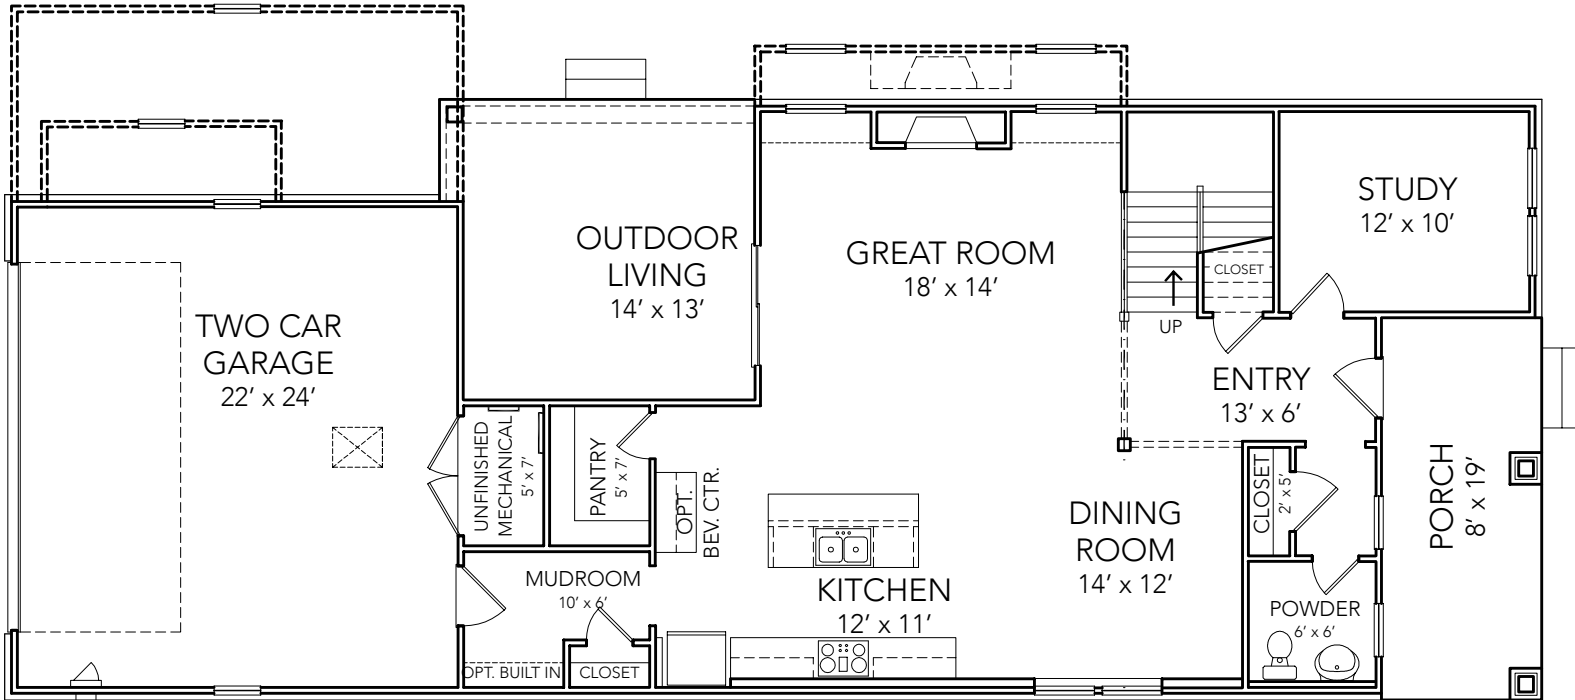 TWO CAR
GARAGE
22’ x 24’
OUTDOOR
LIVING
14’ x 13’
GREAT ROOM
18’ x 14’
STUDY
12’ x 10’
CLOSET
UP
ENTRY
13’ x 6’
UNFINISHED
MECHANICAL
5’ x 7’
PANTRY
5’ x 7’
OPT.
BEV. CTR.
MUDROOM
10’ x 6’
OPT. BUILT IN
CLOSET
KITCHEN
12’ x 11’
DINING
ROOM
14’ x 12’
CLOSET
2’ x 5’
POWDER
6’ x 6’
PORCH
8’ x 19’